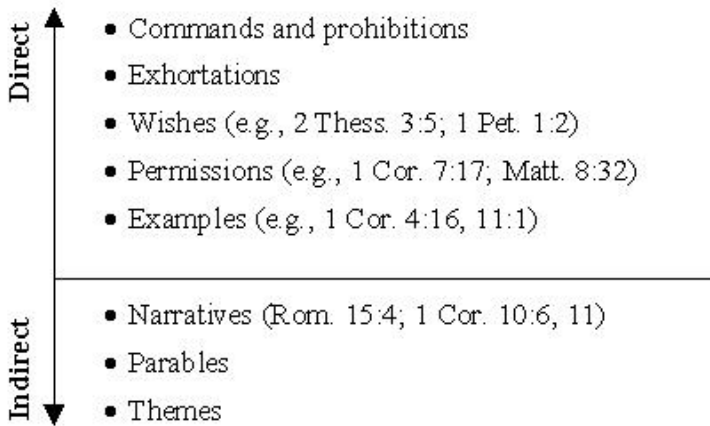 Direct
• Commands and prohibitions
• Exhortations
• Wishes (e.g., 2 Thess. 3:5; 1 Pet. 1:2)
• Permissions (e.g., 1 Cor. 7:17; Matt. 8:32)
• Examples (e.g., 1 Cor. 4:16, 11:1)
Indirect
• Narratives (Rom. 15:4; 1 Cor. 10:6, 11)
• Parables
• Themes